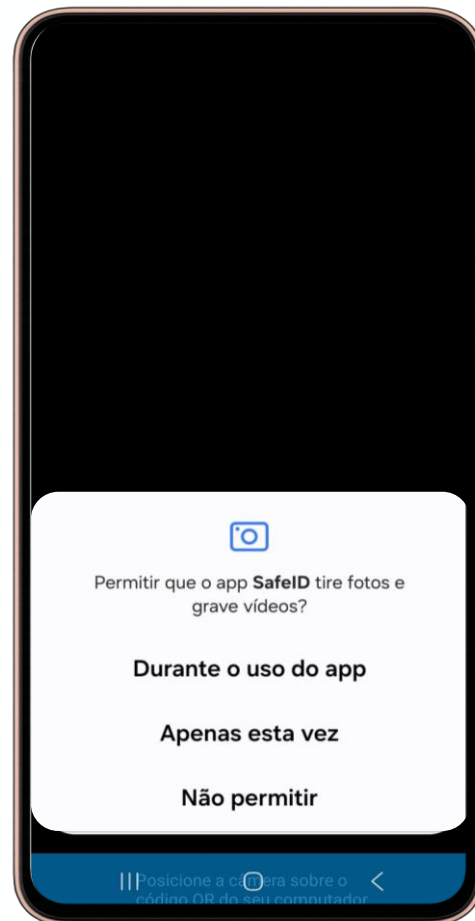 Permitir que o app SafeID tire fotos e
grave vídeos?
Durante o uso do app
Apenas esta vez
Não permitir
Posicione a câmera sobre o
código QR do seu computador